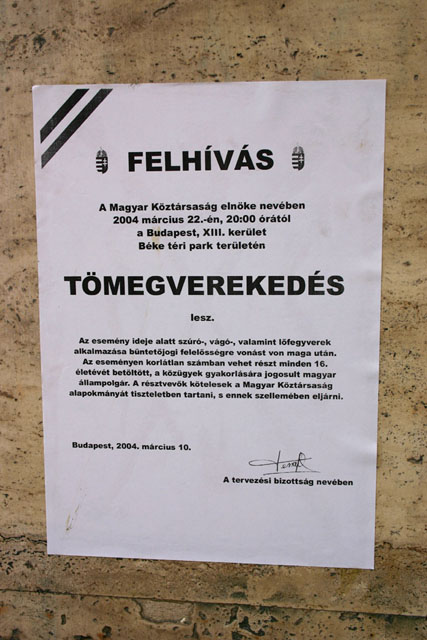 FELHÍVÁS
A Magyar Köztársaság elnöke nevében
2004 március 22.-én, 20:00 órától
a Budapest, XIII. kerület
Béke téri park területén
TÖMEGVEREKEDÉS
lesz.
Az esemény ideje alatt szúró-, vágó-, valamint lőfegyverek
alkalmazása büntetőjogi felelősségre vonást von maga után.
Az eseményen korlátlan számban vehet részt minden 16.
életévét betöltött, a közügyek gyakorlására jogosult magyar
állampolgár. A résztvevők kötelesek a Magyar Köztársaság
alapokmányát tiszteletben tartani, s ennek szellemében eljárni.
Budapest, 2004. március 10.
A tervezési bizottság nevében